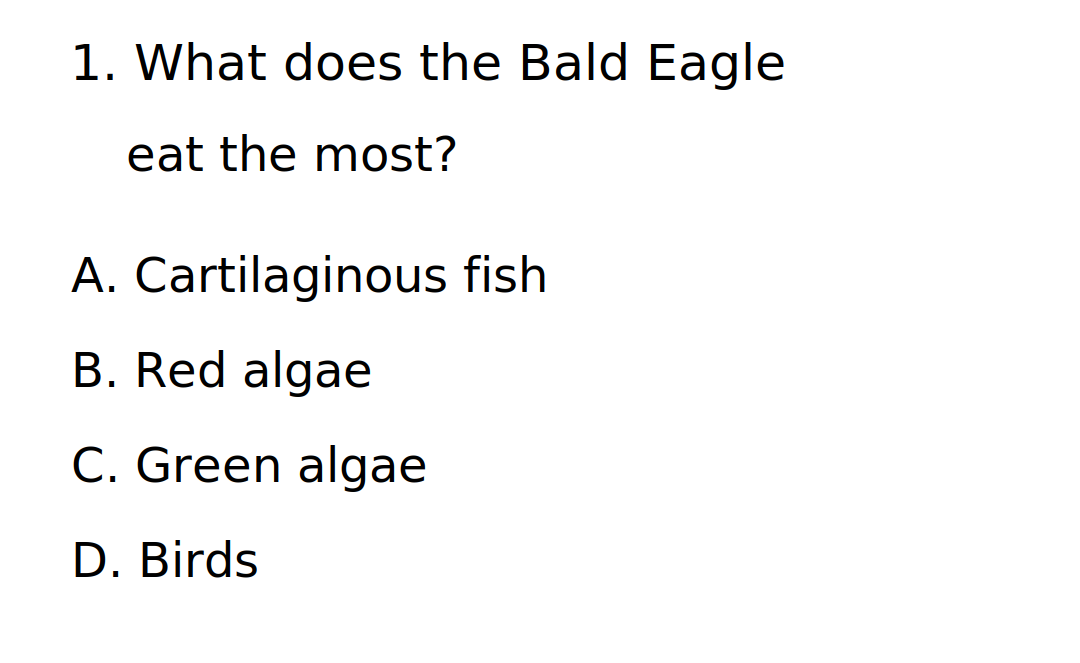 1. What does the Bald Eagle
eat the most?
A. Cartilaginous fish
B. Red algae
C. Green algae
D. Birds